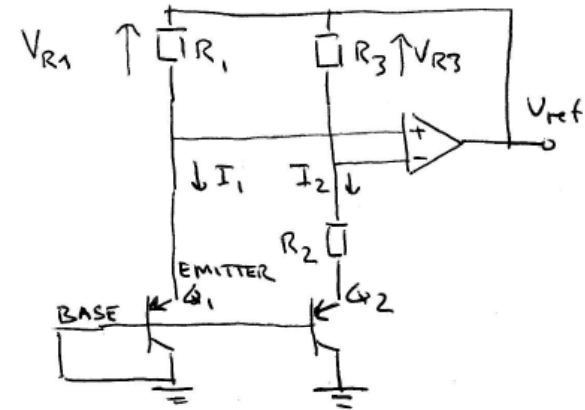 VR1
R1
R3
VR3
Vref
+
-
I1
I2
R2
EMITTER
Q1
Q2
BASE